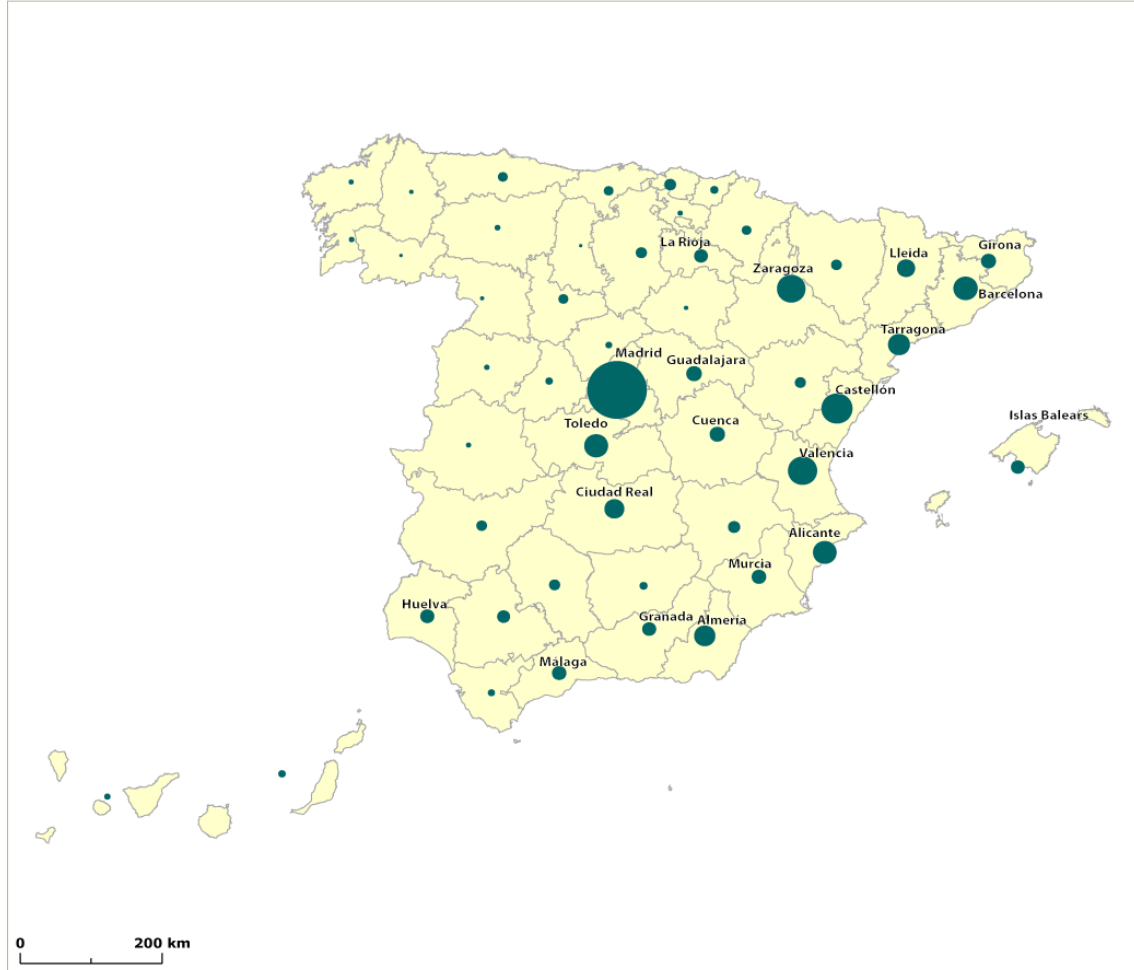 La Rioja
Girona
Lleida
Zaragoza
Barcelona
Tarragona
Madrid
Guadalajara
Castellón
Islas Balears
Toledo
Cuenca
Valencia
Ciudad Real
Alicante
Murcia
Huelva
Granada
Almería
Málaga
0
200 km